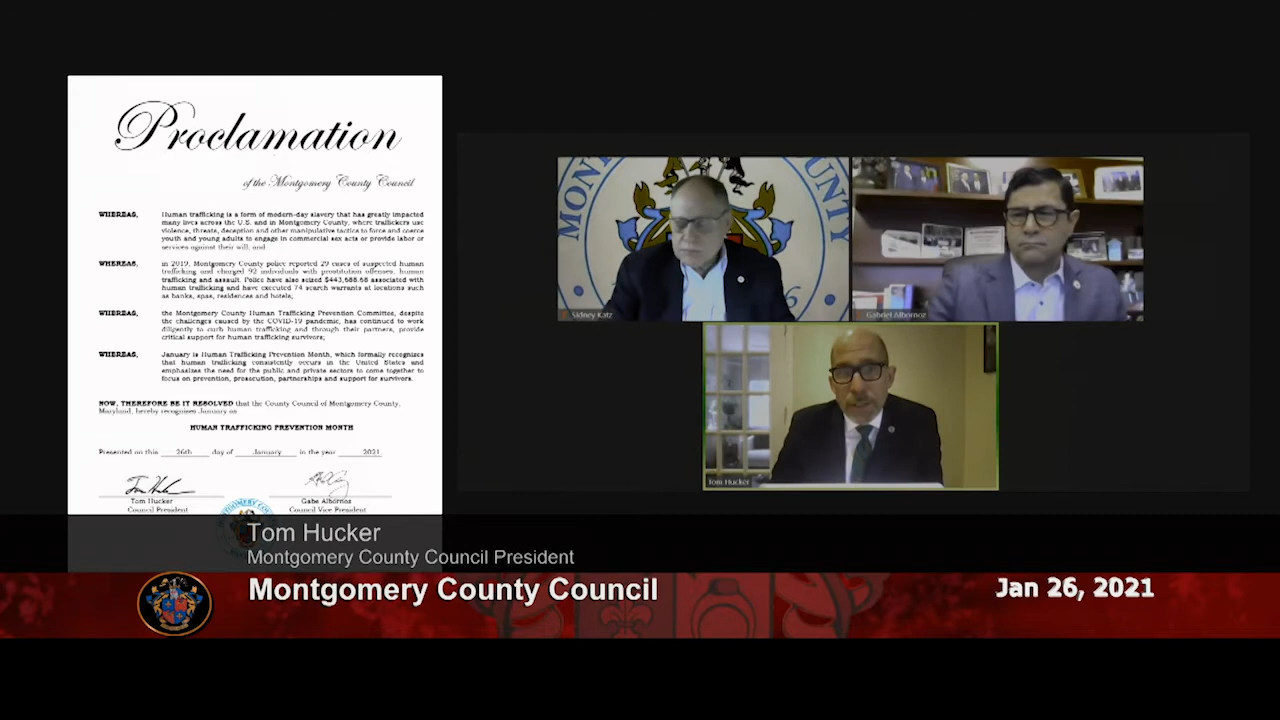 Proclamation
of the Montgomery County Council
WHEREAS, Human trafficking is a form of modern-day slavery that has greatly impacted
many lives across the U.S. and in Montgomery County, where traffickers use
violence, threats, deception and other manipulative tactics to force and coerce
youth and young adults to engage in commercial sex acts or provide labor or
services against their will; and
WHEREAS, in 2019, Montgomery County police reported 29 cases of suspected human
trafficking and charged 92 individuals with prostitution offenses, human
trafficking and assault. Police have also seized $443,688.68 associated with
human trafficking and have executed 74 search warrants at locations such
as banks, spas, residences and hotels;
WHEREAS, the Montgomery County Human Trafficking Prevention Committee, despite
the challenges caused by the COVID-19 pandemic, has continued to work
diligently to curb human trafficking and through their partners, provide
critical support for human trafficking survivors;
WHEREAS, January is Human Trafficking Prevention Month, which formally recognizes
that human trafficking consistently occurs in the United States and
emphasizes the need for the public and private sectors to come together to
focus on prevention, prosecution, partnerships and support for survivors.
NOW, THEREFORE BE IT RESOLVED that the County Council of Montgomery County,
Maryland, hereby recognizes January as
HUMAN TRAFFICKING PREVENTION MONTH
Presented on this 26th day of January in the year 2021
Tom Hucker Gabe Albornoz
Council President Council Vice President
MON UNTY
6
Sidney Katz
Gabriel Albornoz
Tom Hucker
Tom Hucker
Montgomery County Council President
Montgomery County Council
Jan 26, 2021